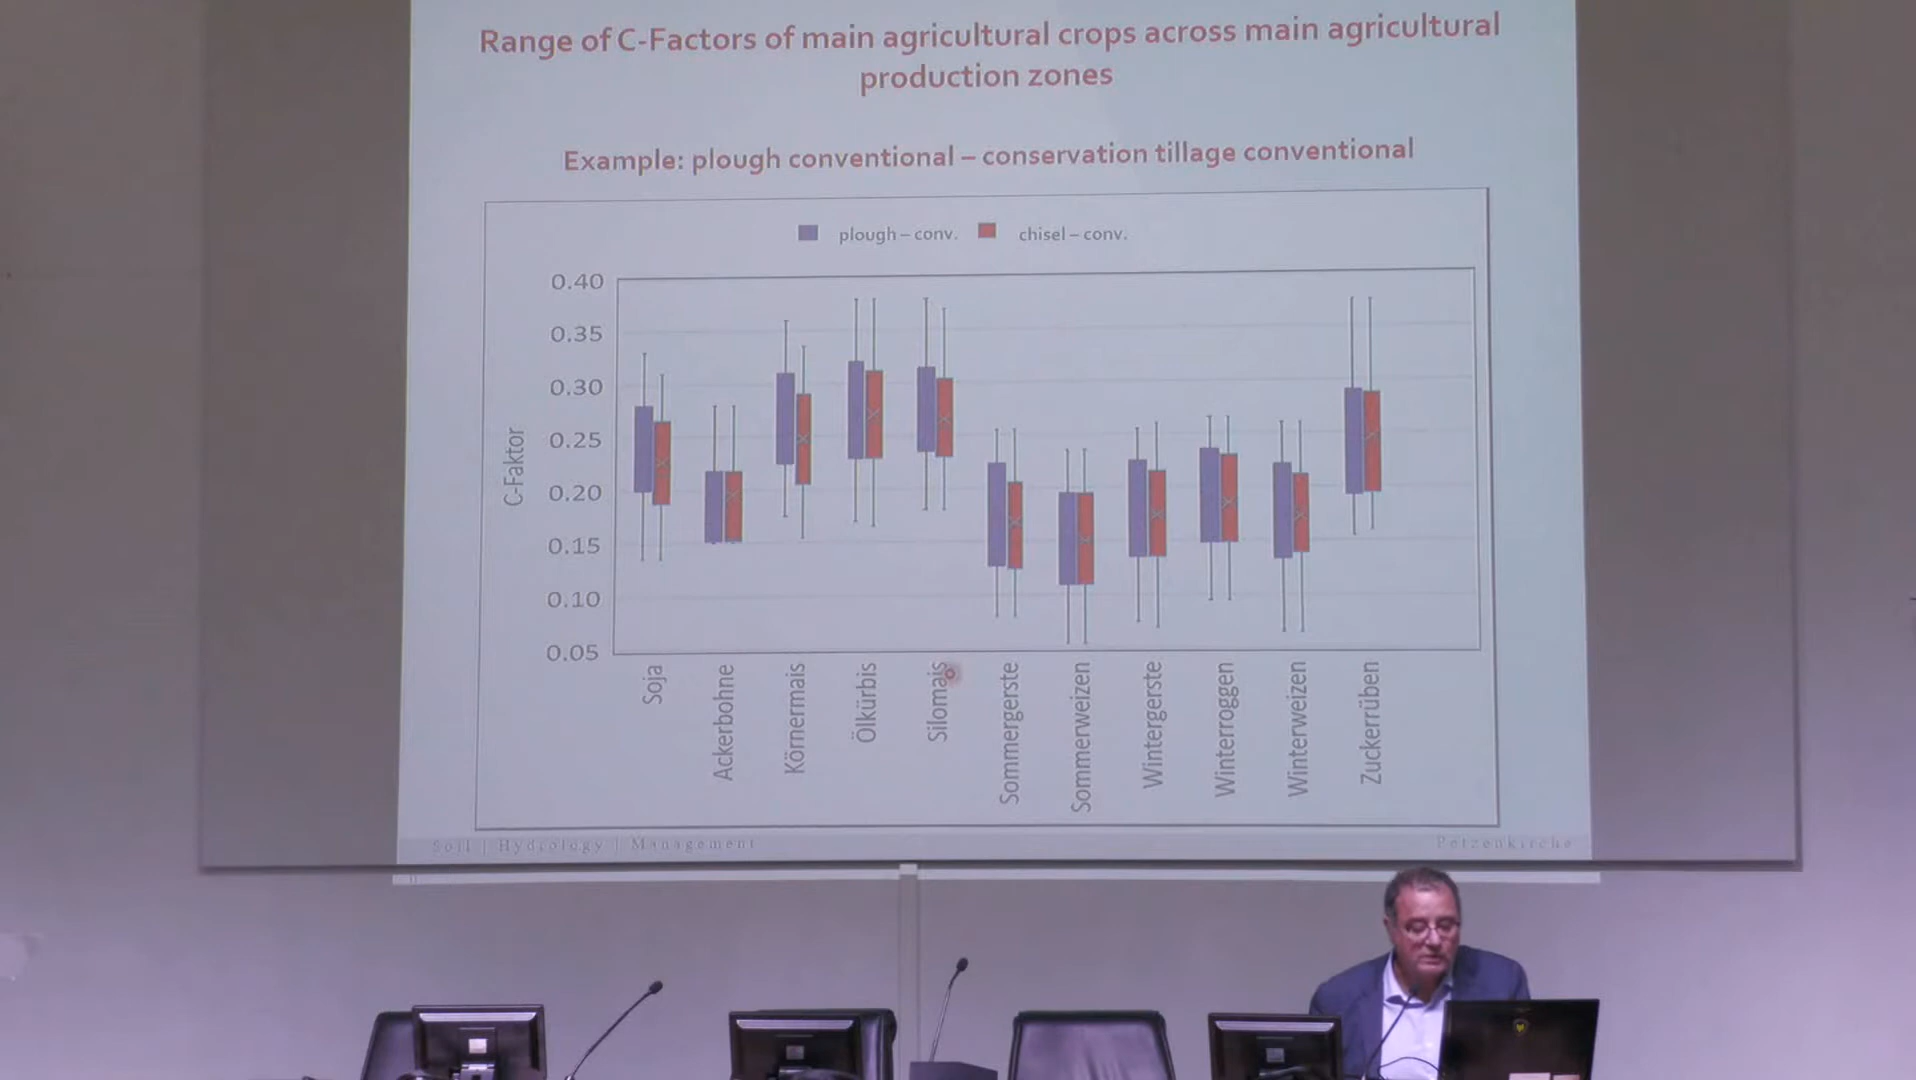 Range of C-Factors of main agricultural crops across main agricultural
production zones
Example: plough conventional – conservation tillage conventional
plough – conv. chisel – conv.
0.40
0.35
0.30
0.25
0.20
0.15
0.10
0.05
C-Faktor
Soja
Ackerbohne
Körnermais
Ölkürbis
Silomais
Sommergerste
Sommerweizen
Wintergerste
Winterroggen
Winterweizen
Zuckerrüben
Soil | Hydrology | Management Petzenkirche